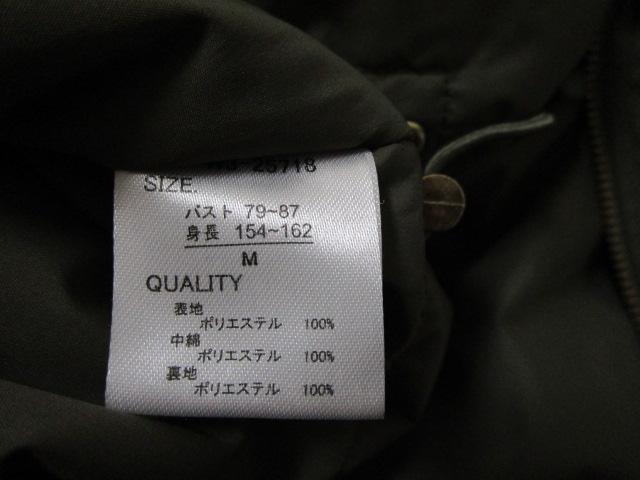 25718
SIZE.
バスト 79~87
身長 154~162
M
QUALITY
表地
ポリエステル 100%
中綿
ポリエステル 100%
裏地
ポリエステル 100%